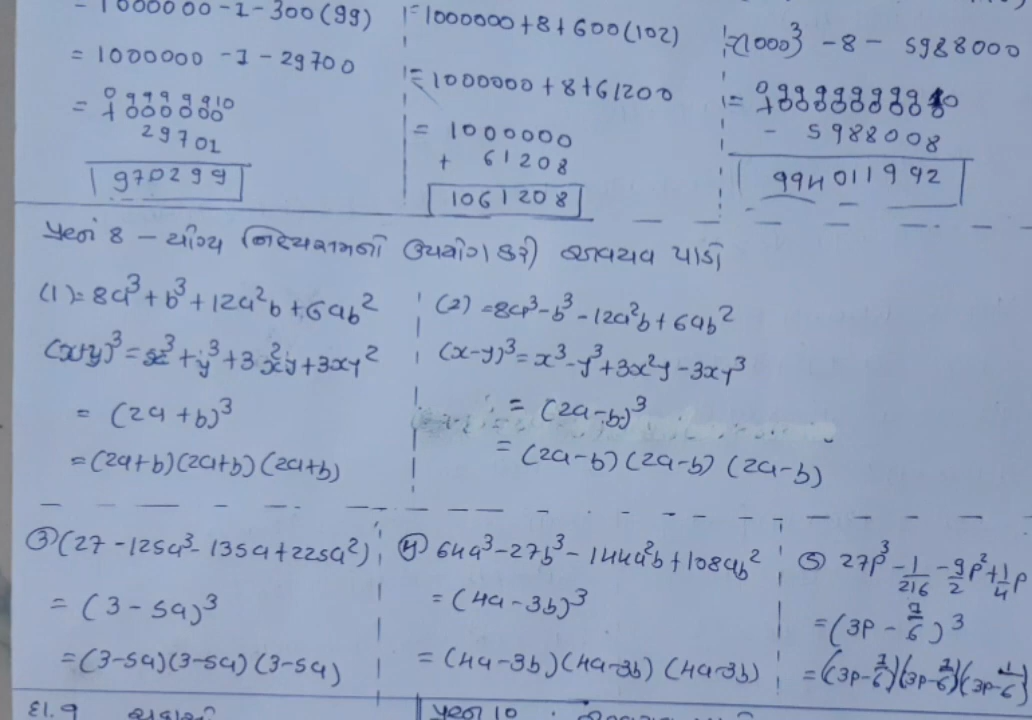 = 1000000-1-300(99)
= 1000000-1-29700
= 1000000
0999910
29701
970299
=1000000+8+600(102)
=1000000+8+61200
= 1000000
+ 61208
1061208
=(1000)³ -8- 5988000
=
- 5988008
994011992
8 - યોગ્ય નિત્યસમનો ઉપયોગ કરી અવયવ પાડો
(1)=8a³+b³+12a²b+6ab²
(x+y)³=x³+y³+3x²y+3xy²
= (2a+b)³
=(2a+b)(2a+b)(2a+b)
(2)=8a³-b³-12a²b+6ab²
(x-y)³=x³-y³+3x²y-3xy³
= (2a-b)³
= (2a-b)(2a-b)(2a-b)
③(27-125a³-135a+225a²)
= (3-5a)³
=(3-5a)(3-5a)(3-5a)
④ 64a³-27b³-144a²b+108ab²
= (4a-3b)³
= (4a-3b)(4a-3b)(4a-3b)
⑤ 27p³-1/216-9/2p²+1/4p
=(3p-1/6)³
=(3p-1/6)(3p-1/6)(3p-1/6)
દા.9
10